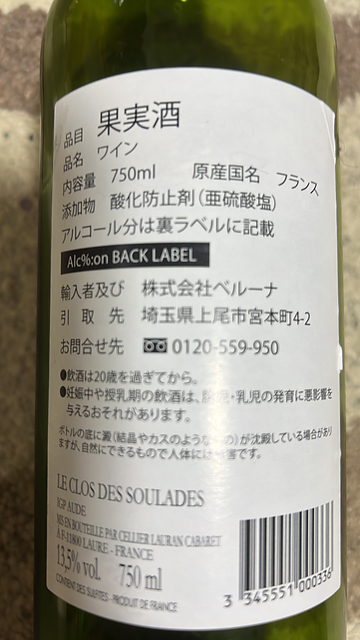 品目 果実酒
品名 ワイン
内容量 750ml 原産国名 フランス
添加物 酸化防止剤(亜硫酸塩)
アルコール分は裏ラベルに記載
Alc%:on BACK LABEL
輸入者及び 株式会社ベルーナ
引取先 埼玉県上尾市宮本町4-2
お問合せ先 0120-559-950
●飲酒は20歳を過ぎてから。
●妊娠中や授乳期の飲酒は、胎児・乳児の発育に悪影響を
与えるおそれがあります。
ボトルの底に澱(結晶やカスのようなもの)が沈殿している場合があり
ますが、自然にできるもので人体には無害です。
LE CLOS DES SOULADES
IGP AUDE
MIS EN BOUTEILLE PAR CELLIER LAURAN CABARET
À F-11800 LAURE - FRANCE
13,5% vol. 750 ml
CONTIENT DES SULFITES - PRODUIT DE FRANCE
3 345551 000336